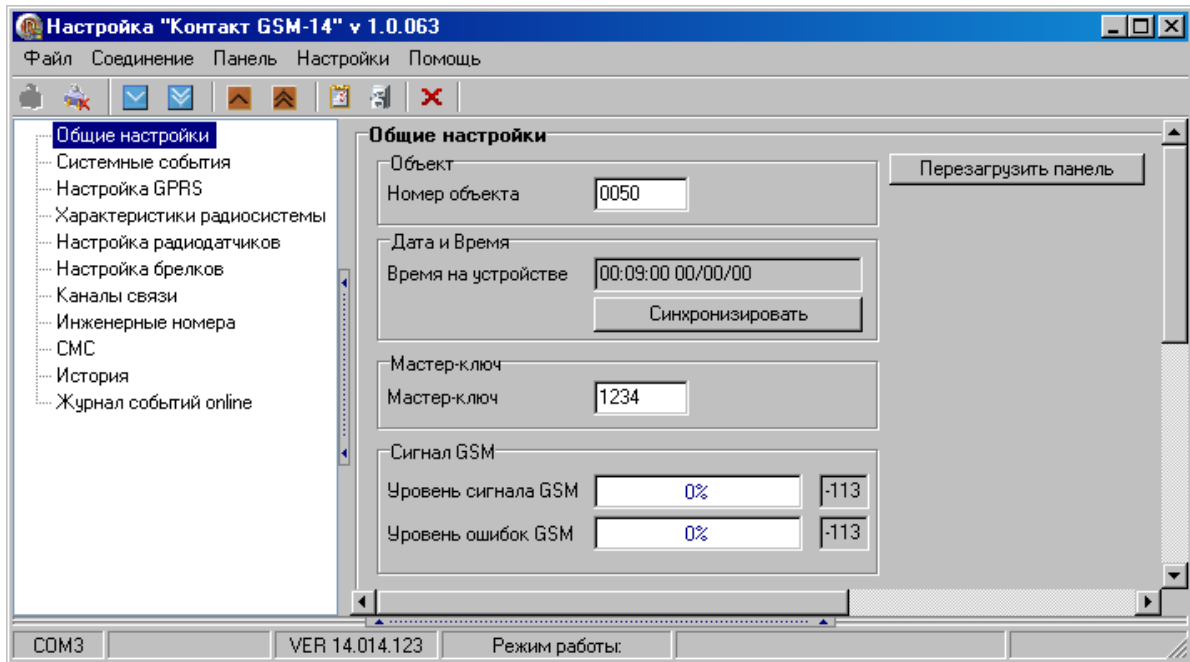 Настройка "Контакт GSM-14" v 1.0.063
Файл Соединение Панель Настройки Помощь
Общие настройки
Системные события
Настройка GPRS
Характеристики радиосистемы
Настройка радиодатчиков
Настройка брелков
Каналы связи
Инженерные номера
СМС
История
Журнал событий online
Общие настройки
Объект
Номер объекта 0050
Перезагрузить панель
Дата и Время
Время на устройстве 00:09:00 00/00/00
Синхронизировать
Мастер-ключ
Мастер-ключ 1234
Сигнал GSM
Уровень сигнала GSM 0% -113
Уровень ошибок GSM 0% -113
COM3 VER 14.014.123 Режим работы: